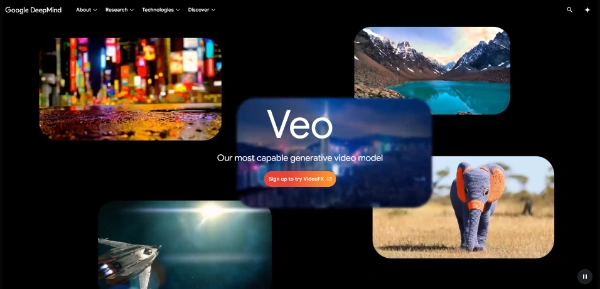 Google DeepMind About Research Technologies Discover
Veo
Our most capable generative video model
Sign up to try VideoFX